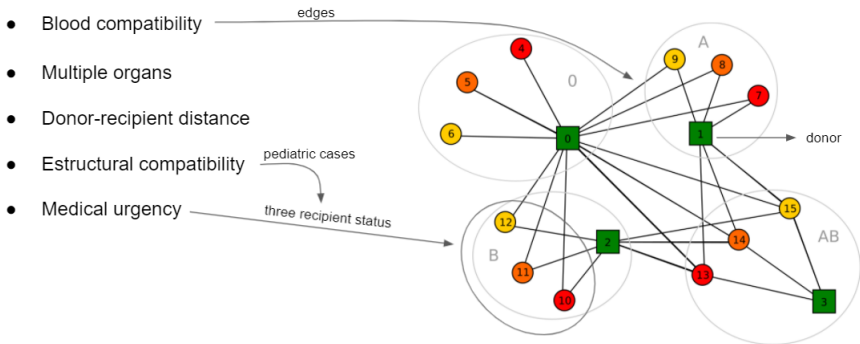 Blood compatibility
Multiple organs
Donor-recipient distance
Estructural compatibility
Medical urgency
edges
pediatric cases
three recipient status
donor
0
A
B
AB
4
5
6
0
9
8
7
1
12
11
10
2
15
14
13
3